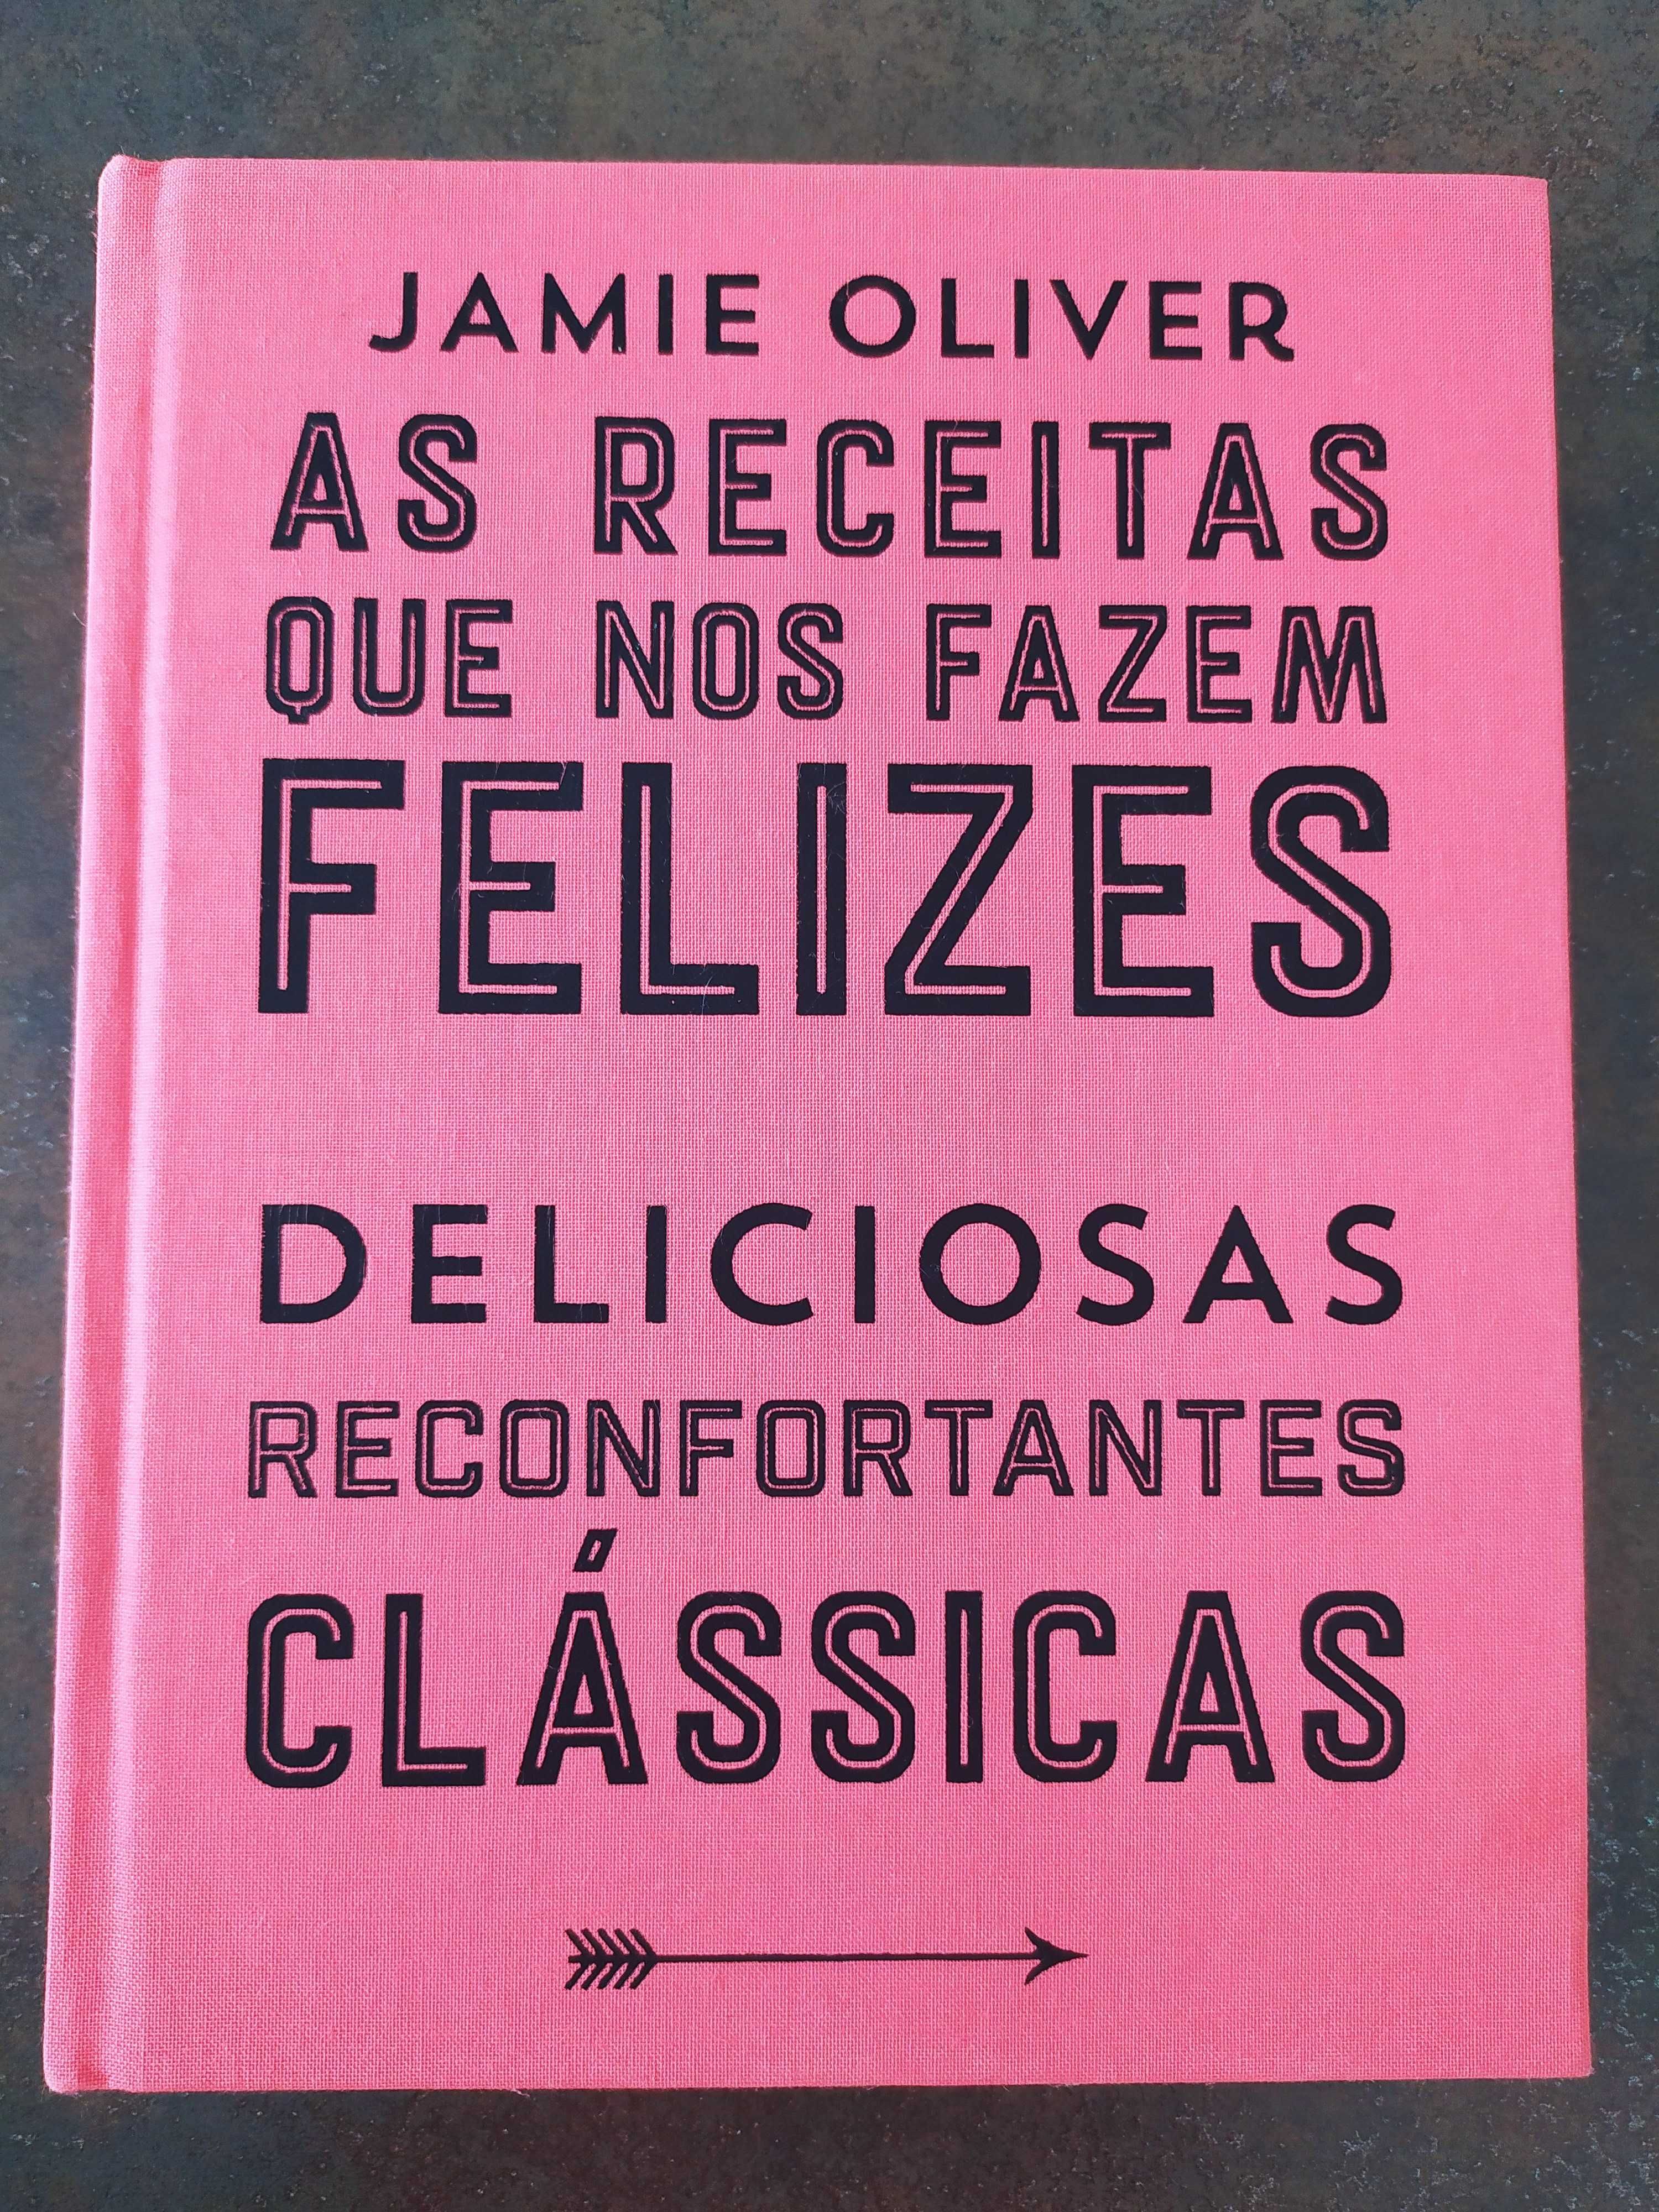 JAMIE OLIVER
AS RECEITAS
QUE NOS FAZEM
FELIZES
DELICIOSAS
RECONFORTANTES
CLÁSSICAS